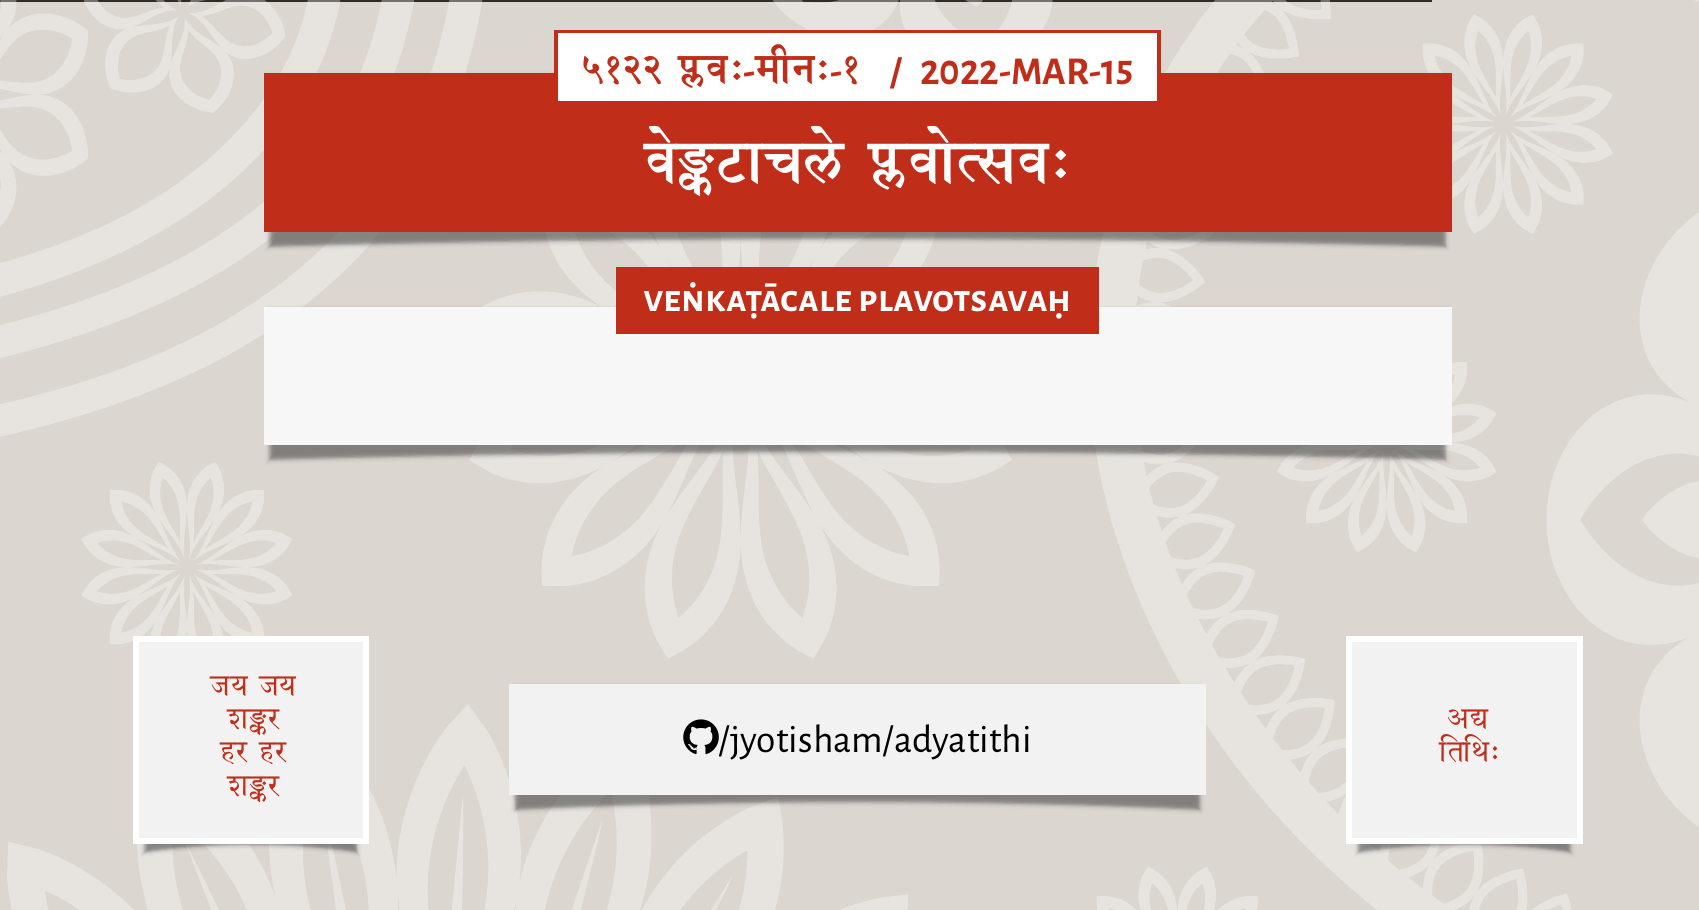 ५१२२ प्लवः-मीनः-१ / 2022-MAR-15
वेङ्कटाचले प्लवोत्सवः
VEṄKAṬĀCALE PLAVOTSAVAḤ
जय जय
शङ्कर
हर हर
शङ्कर
/jyotisham/adyatithi
अद्य
तिथिः